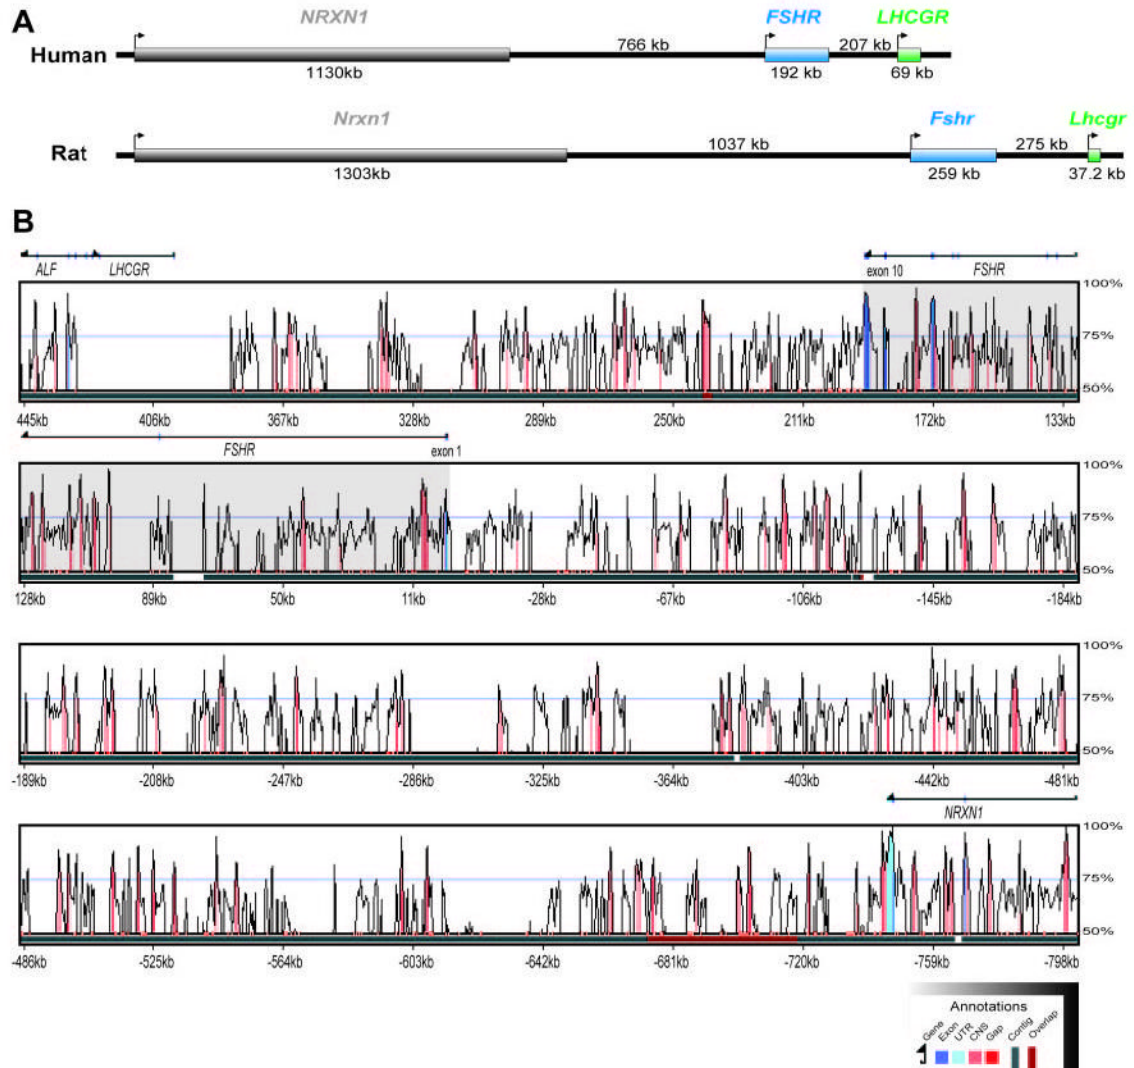 A
NRXN1 FSHR LHCGR
766 kb 207 kb
Human
1130kb 192 kb 69 kb
Nrxn1 Fshr Lhcgr
1037 kb 275 kb
Rat
1303kb 259 kb 37.2 kb
B
ALF LHCGR exon 10 FSHR
100%
75%
50%
445kb 406kb 367kb 328kb 289kb 250kb 211kb 172kb 133kb
FSHR exon 1
100%
75%
50%
128kb 89kb 50kb 11kb -28kb -67kb -106kb -145kb -184kb
100%
75%
50%
-189kb -208kb -247kb -286kb -325kb -364kb -403kb -442kb -481kb
NRXN1
100%
75%
50%
-486kb -525kb -564kb -603kb -642kb -681kb -720kb -759kb -798kb
Annotations
Gene Exon UTR CNS Gap Contig Overlap